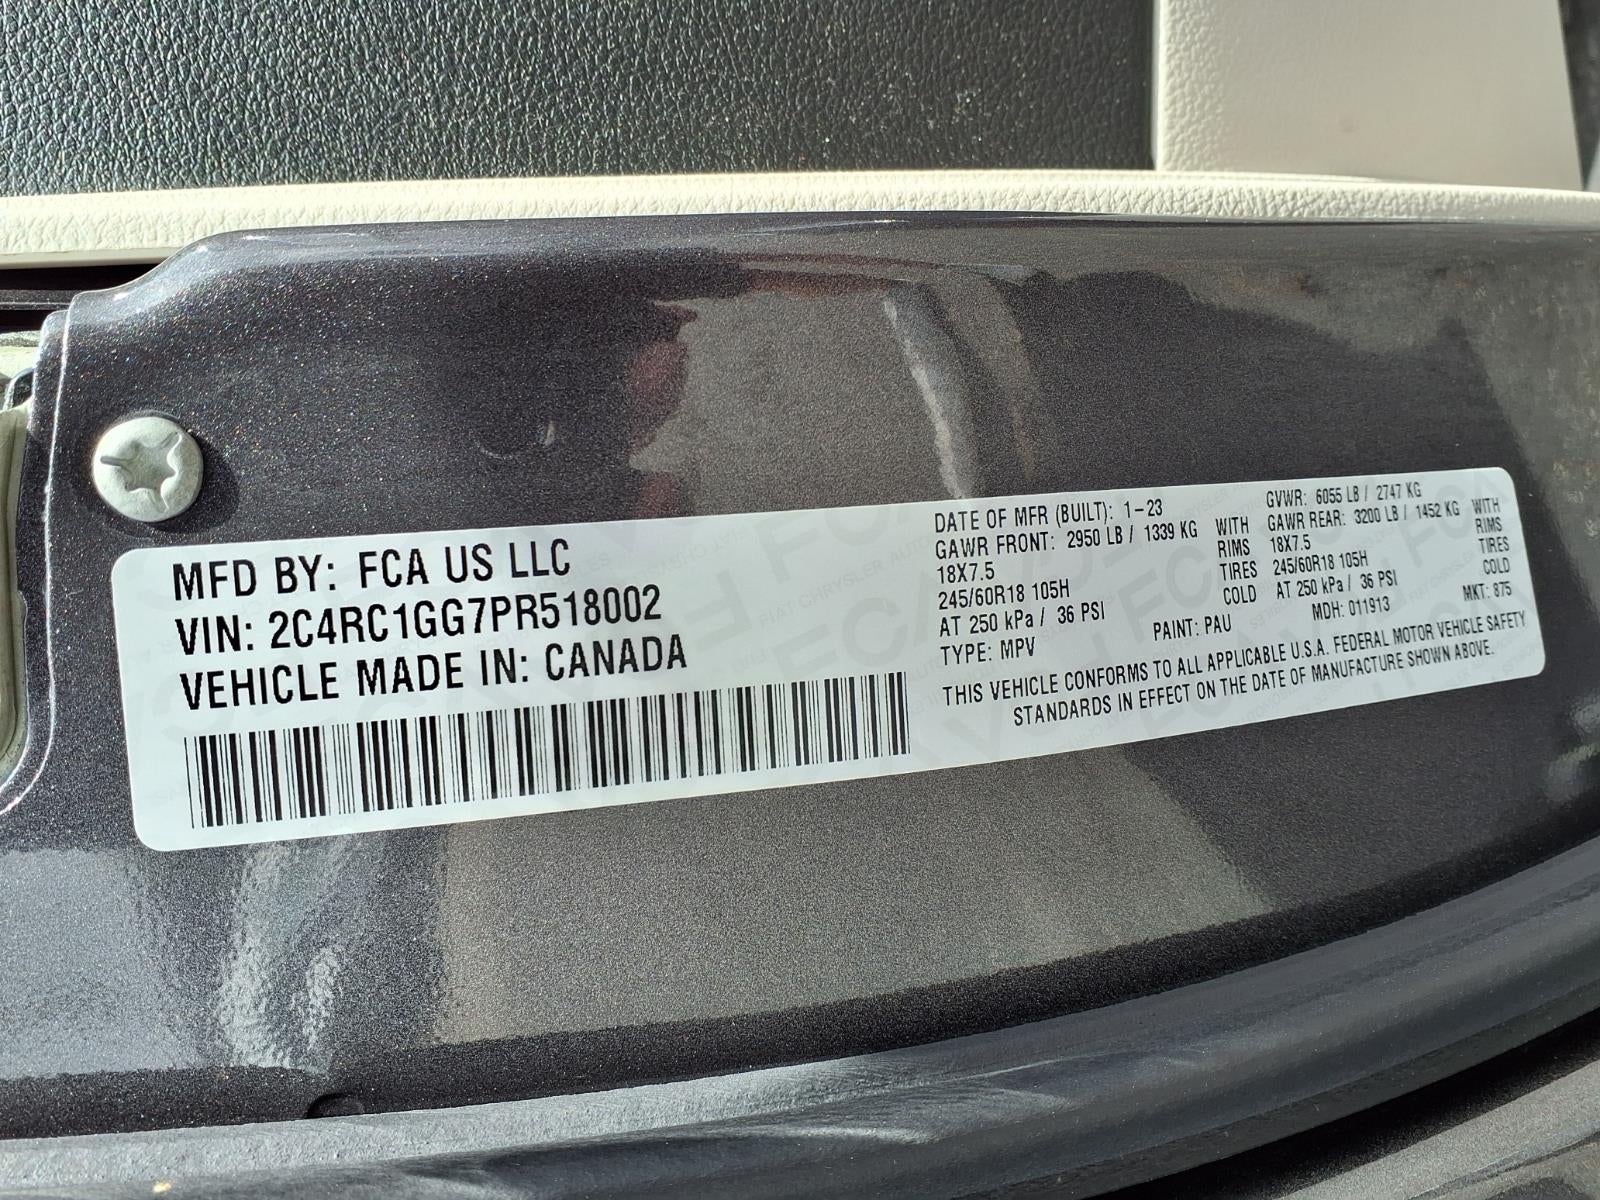 MFD BY: FCA US LLC
VIN: 2C4RC1GG7PR518002
VEHICLE MADE IN: CANADA
DATE OF MFR (BUILT): 1-23 GVWR: 6055 LB / 2747 KG
GAWR FRONT: 2950 LB / 1339 KG WITH GAWR REAR: 3200 LB / 1452 KG WITH
18X7.5 RIMS 18X7.5 RIMS
245/60R18 105H TIRES 245/60R18 105H TIRES
AT 250 kPa / 36 PSI COLD AT 250 kPa / 36 PSI COLD
TYPE: MPV PAINT: PAU MDH: 011913 MKT: 875
THIS VEHICLE CONFORMS TO ALL APPLICABLE U.S.A. FEDERAL MOTOR VEHICLE SAFETY
STANDARDS IN EFFECT ON THE DATE OF MANUFACTURE SHOWN ABOVE.